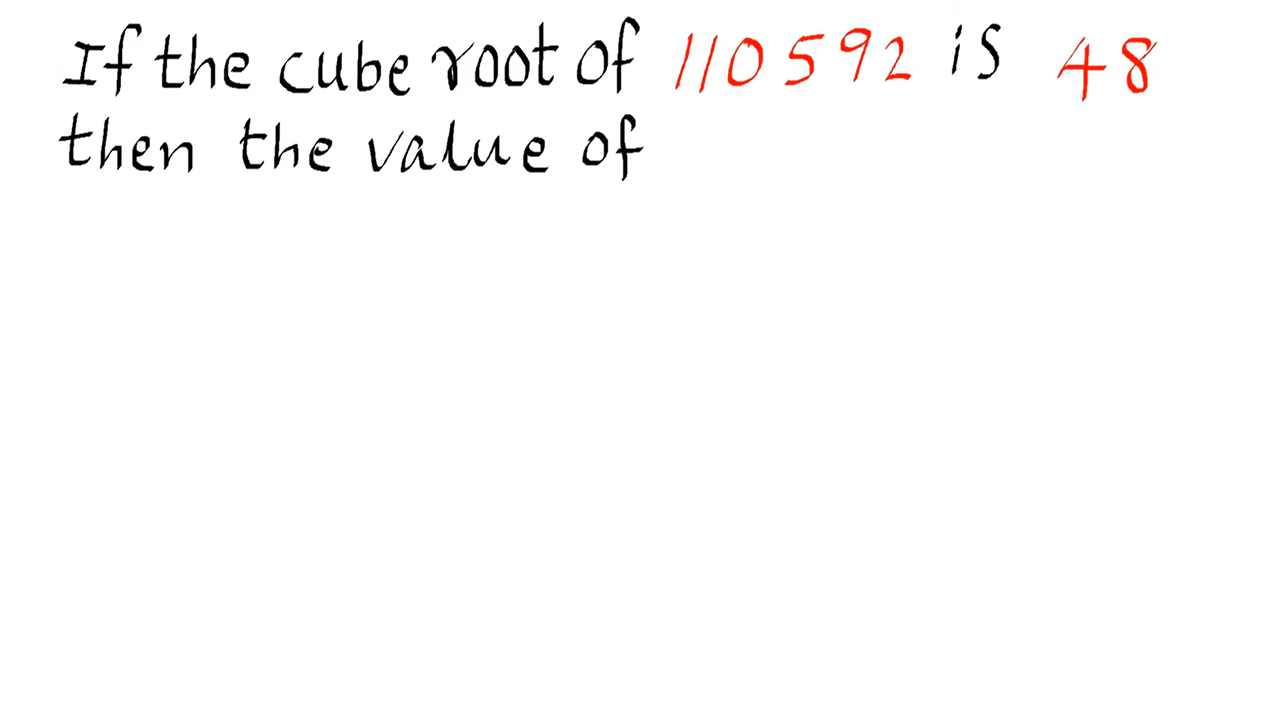 If the cube root of 110592 is 48
then the value of